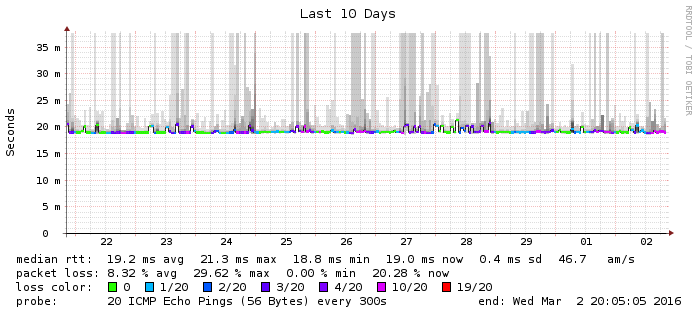 Last 10 Days
RRDTOOL / TOBI OETIKER
Seconds
35 m
30 m
25 m
20 m
15 m
10 m
5 m
0
22 23 24 25 26 27 28 29 01 02
median rtt: 19.2 ms avg 21.3 ms max 18.8 ms min 19.0 ms now 0.4 ms sd 46.7 am/s
packet loss: 8.32 % avg 29.62 % max 0.00 % min 20.28 % now
loss color: 0 1/20 2/20 3/20 4/20 10/20 19/20
probe: 20 ICMP Echo Pings (56 Bytes) every 300s end: Wed Mar 2 20:05:05 2016